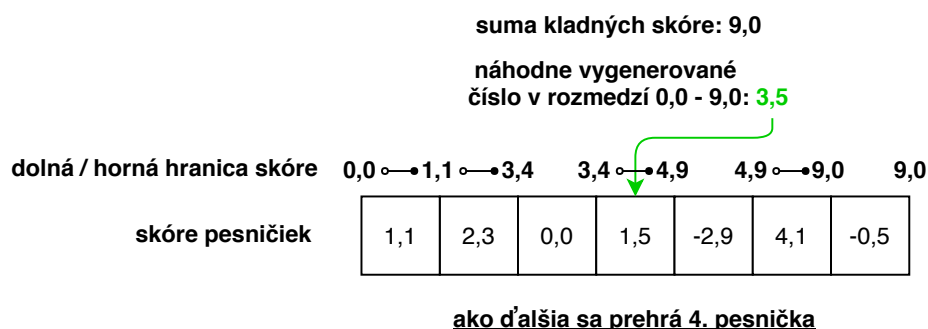 suma kladných skóre: 9,0
náhodne vygenerované
číslo v rozmedzí 0,0 - 9,0: 3,5
dolná / horná hranica skóre 0,0 1,1 3,4 3,4 4,9 4,9 9,0 9,0
skóre pesničiek 1,1 2,3 0,0 1,5 -2,9 4,1 -0,5
ako ďalšia sa prehrá 4. pesnička